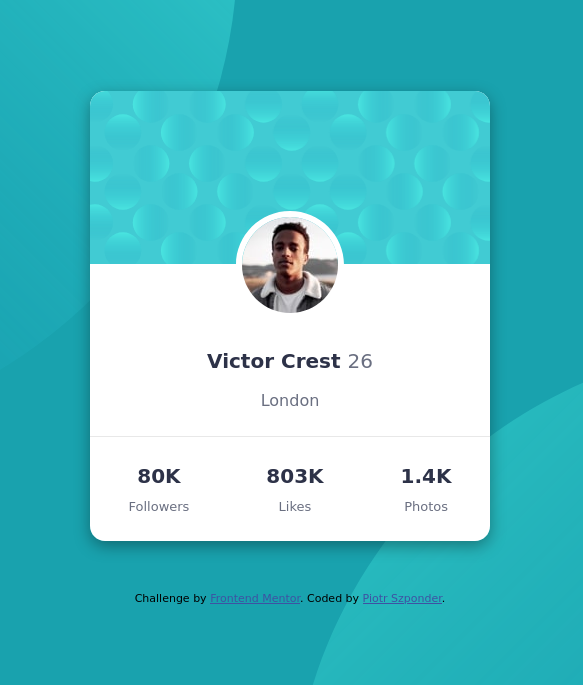 Victor Crest 26
London
80K 803K 1.4K
Followers Likes Photos
Challenge by Frontend Mentor. Coded by Piotr Szponder.